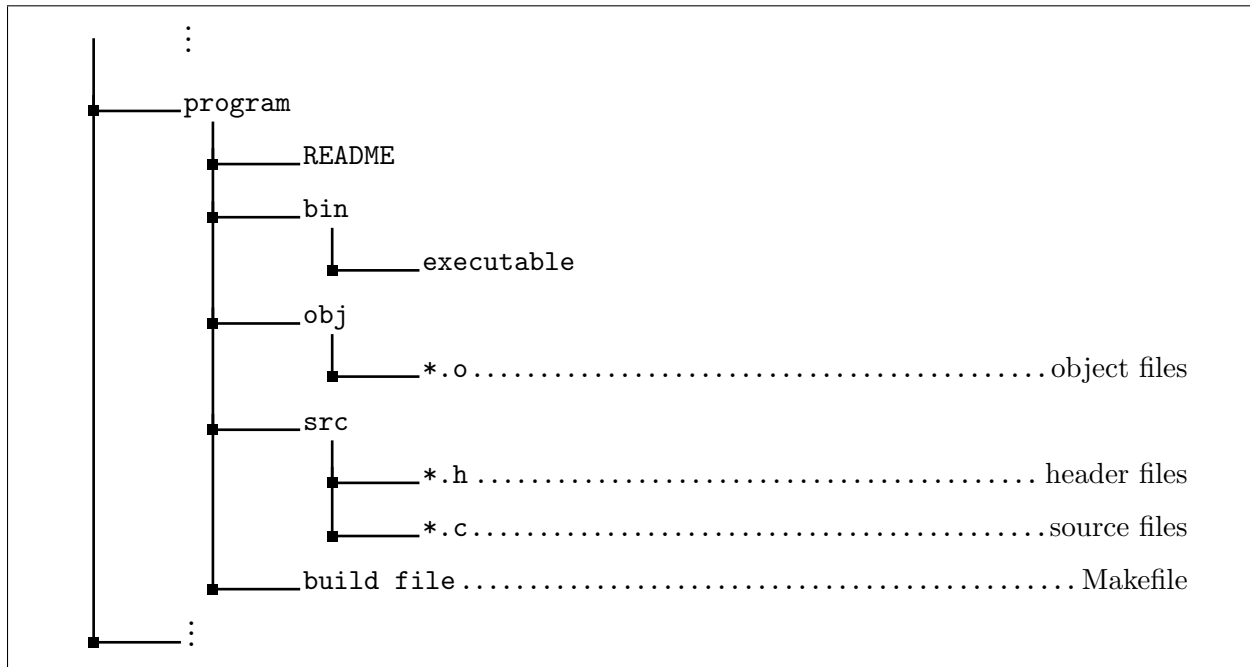 ⋮
program
README
bin
executable
obj
*.o.............................................object files
src
*.h............................................header files
*.c.............................................source files
build file................................................Makefile
⋮